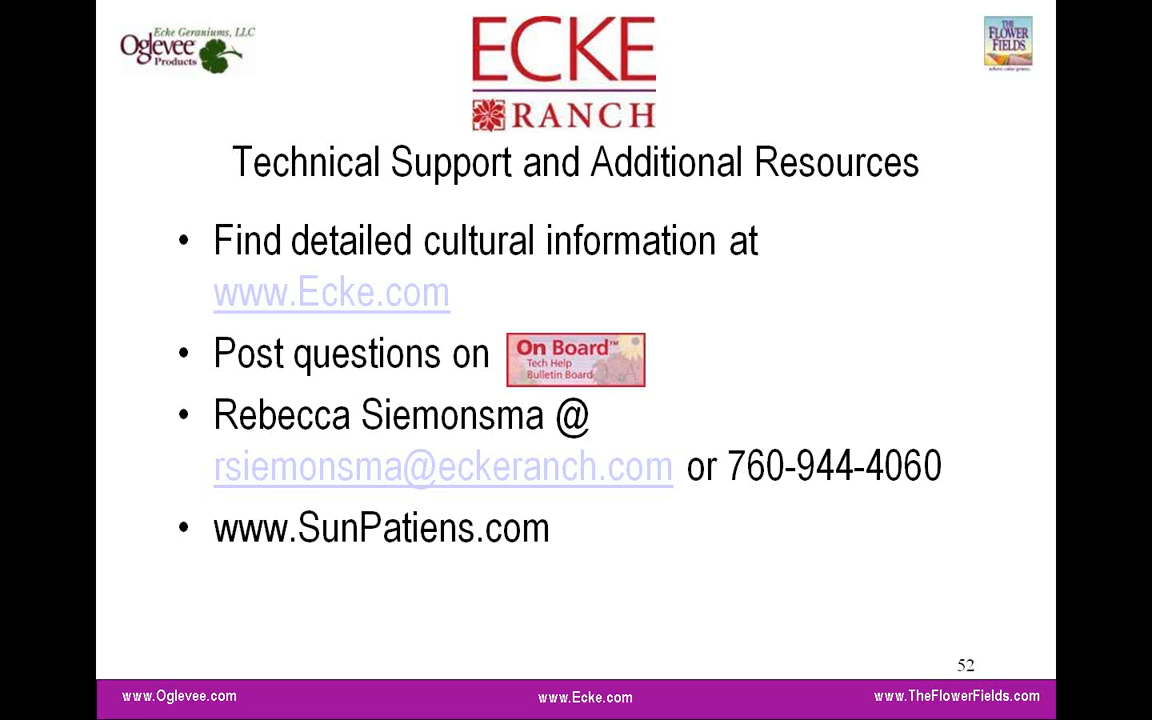 Ecke Geraniums, LLC
Oglevee
Products
ECKE
RANCH
THE
FLOWER
FIELDS
Technical Support and Additional Resources
• Find detailed cultural information at
www.Ecke.com
• Post questions on On Board™
Tech Help
Bulletin Board
• Rebecca Siemonsma @
rsiemonsma@eckeranch.com or 760-944-4060
• www.SunPatiens.com
52
www.Oglevee.com www.Ecke.com www.TheFlowerFields.com